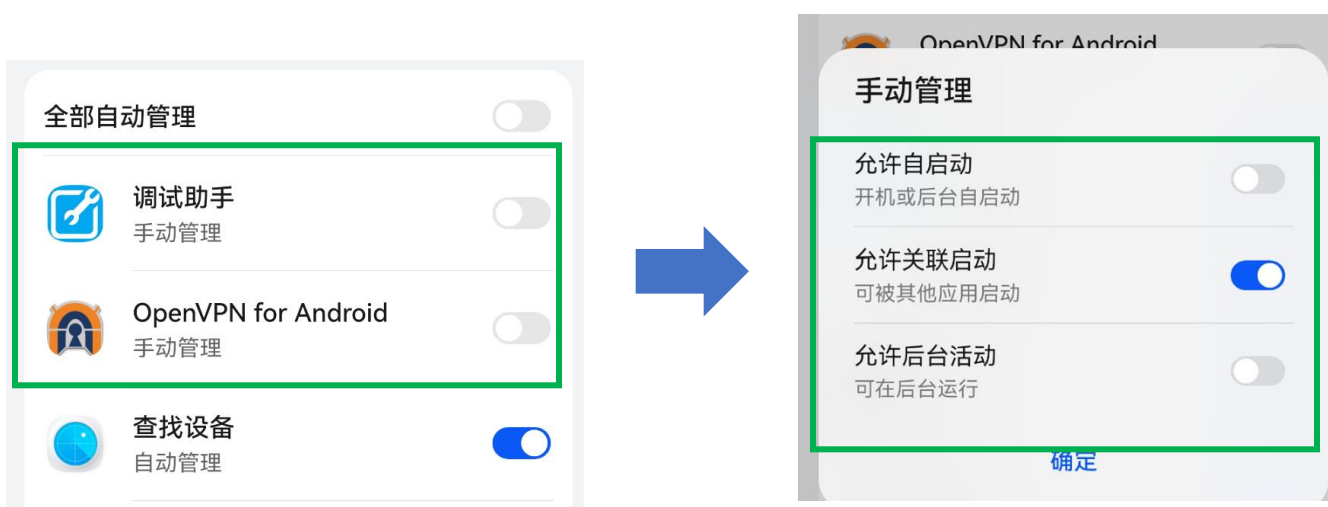 全部自动管理
调试助手
手动管理
OpenVPN for Android
手动管理
查找设备
自动管理
OpenVPN for Android
手动管理
允许自启动
开机或后台自启动
允许关联启动
可被其他应用启动
允许后台活动
可在后台运行
确定